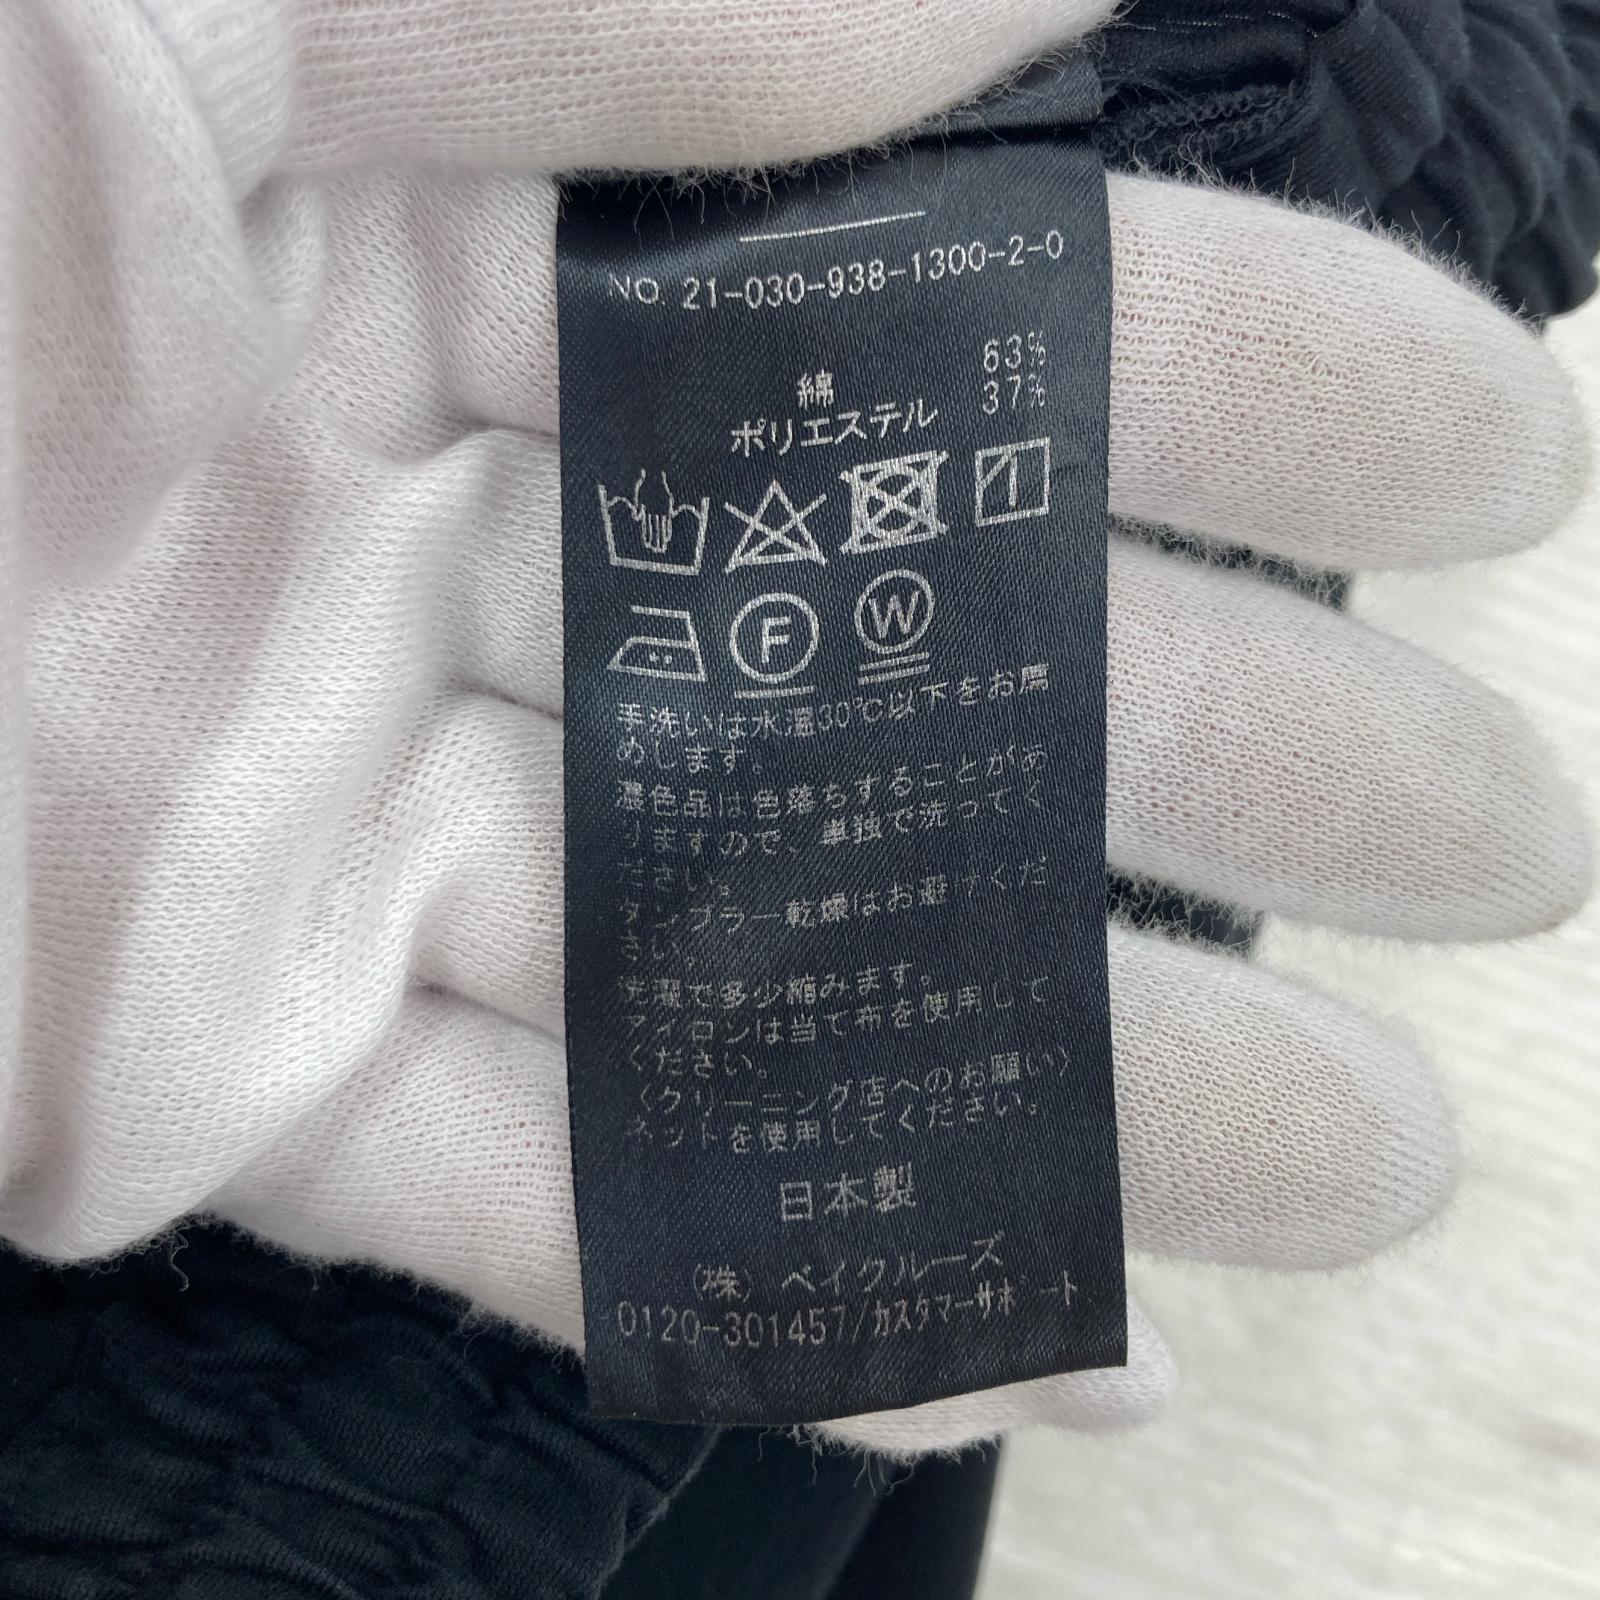 NO. 21-030-938-1300-2-0
綿 63%
ポリエステル 37%
F W
手洗いは水温30℃以下をお薦
めします。
濃色品は色落ちすることがあ
りますので、単独で洗ってく
ださい。
タンブラー乾燥はお避けくだ
さい。
洗濯で多少縮みます。
アイロンは当て布を使用して
ください。
〈クリーニング店へのお願い〉
ネットを使用してください。
日本製
(株) ベイクルーズ
0120-301457/カスタマーサポート